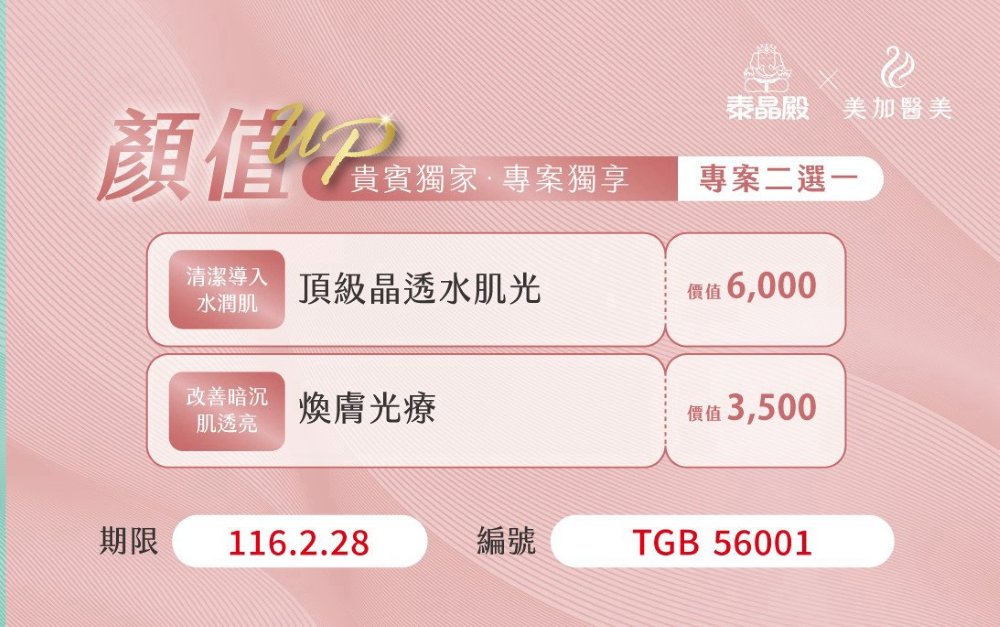 泰晶殿 × 美加醫美
顏值UP
貴賓獨家·專案獨享 專案二選一
清潔導入
水潤肌
頂級晶透水肌光
價值6,000
改善暗沉
肌透亮
煥膚光療
價值3,500
期限 116.2.28 編號 TGB 56001